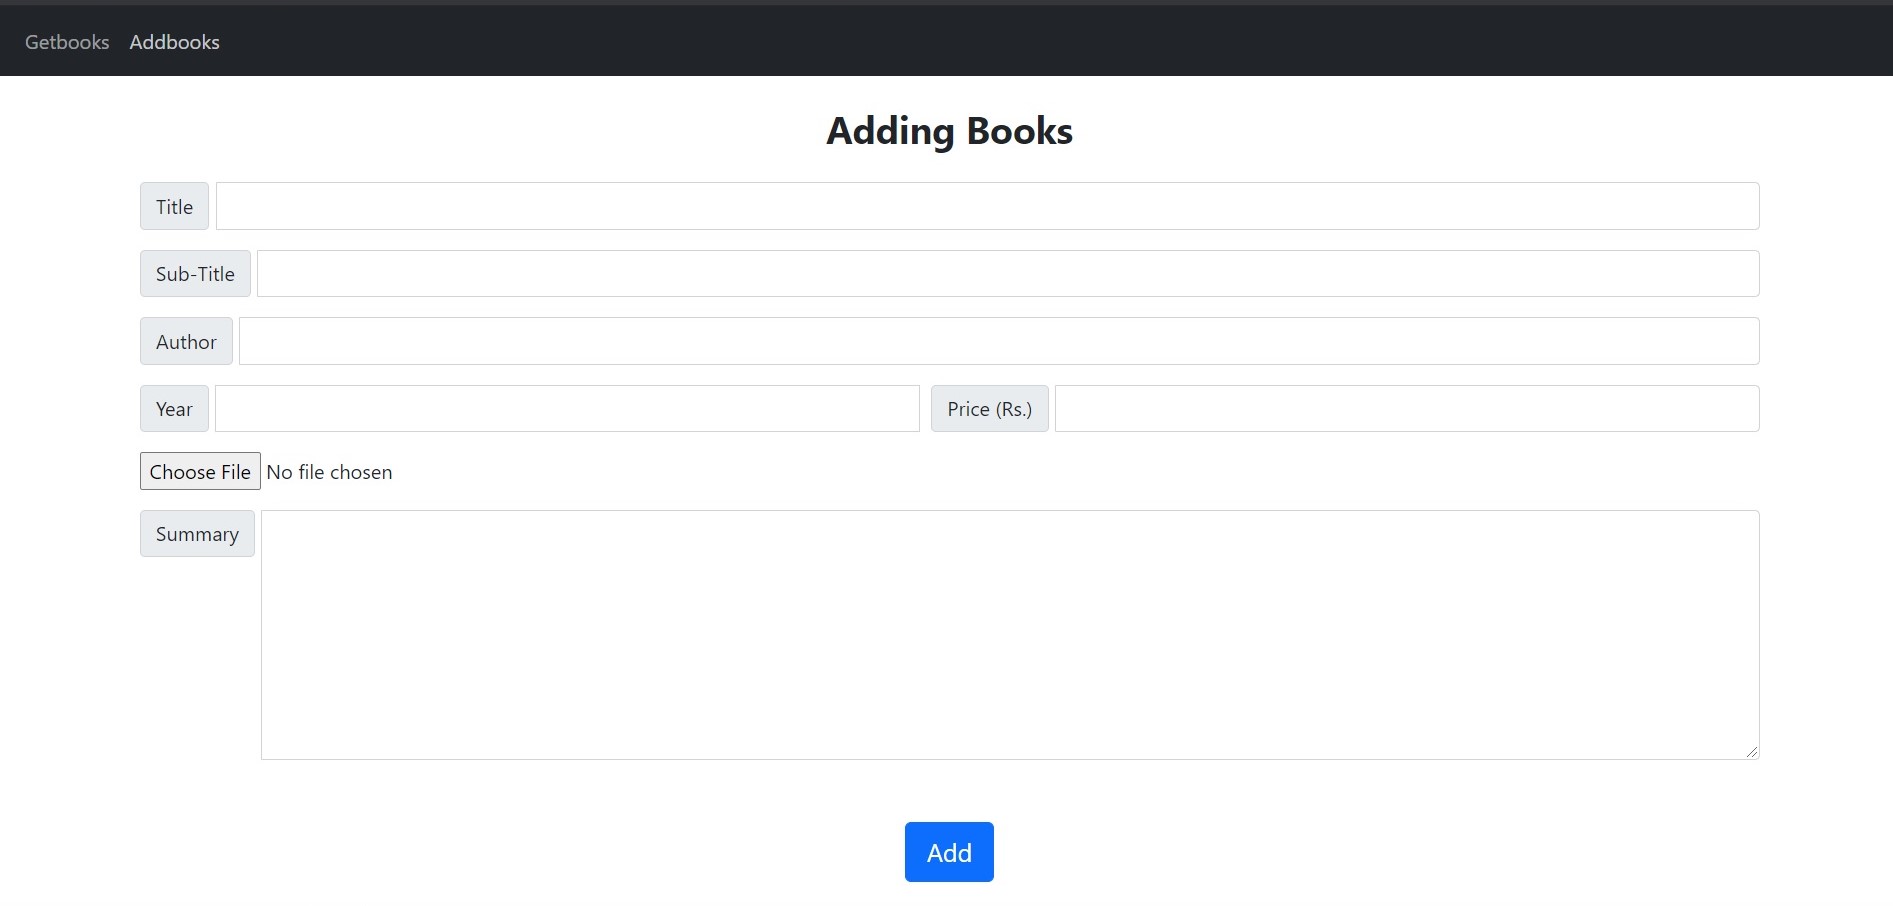 Getbooks Addbooks
Adding Books
Title
Sub-Title
Author
Year Price (Rs.)
Choose File No file chosen
Summary
Add